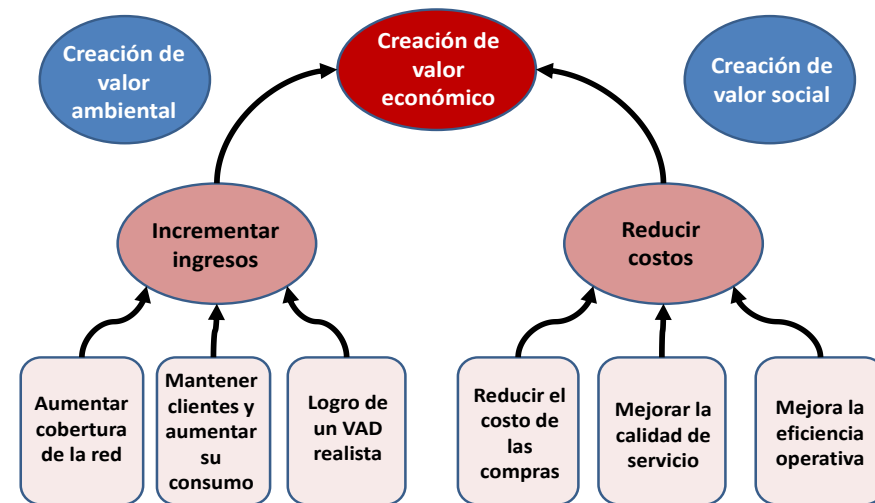 Creación de
valor
ambiental
Creación de
valor
económico
Creación de
valor social
Incrementar
ingresos
Reducir
costos
Aumentar
cobertura
de la red
Mantener
clientes y
aumentar
su
consumo
Logro de
un VAD
realista
Reducir el
costo de
las
compras
Mejorar la
calidad de
servicio
Mejora la
eficiencia
operativa